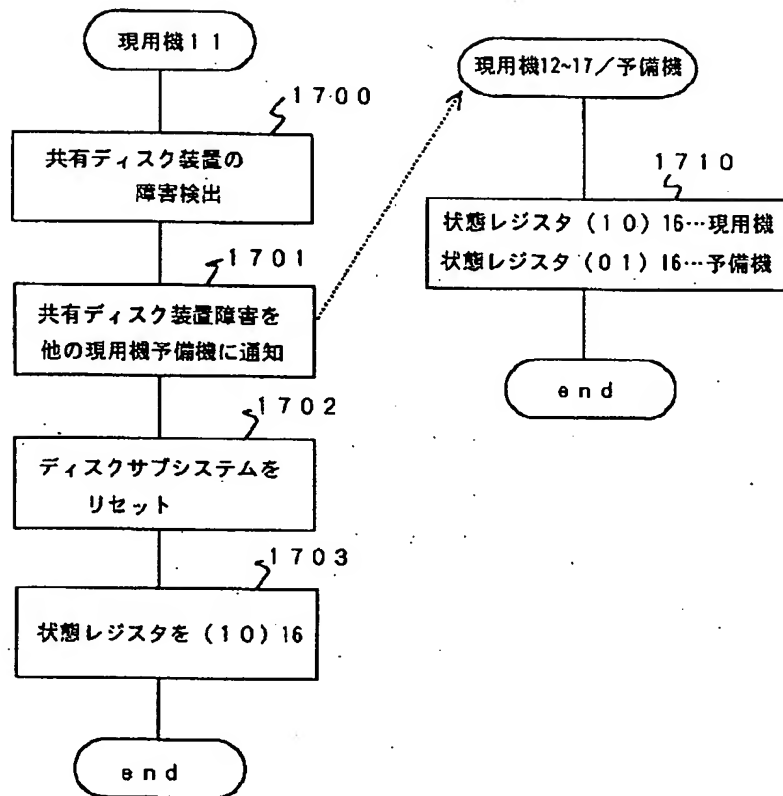 現用機11
1700
共有ディスク装置の
障害検出
1701
共有ディスク装置障害を
他の現用機予備機に通知
1702
ディスクサブシステムを
リセット
1703
状態レジスタを(10)16
end
現用機12~17/予備機
1710
状態レジスタ(10)16…現用機
状態レジスタ(01)16…予備機
end